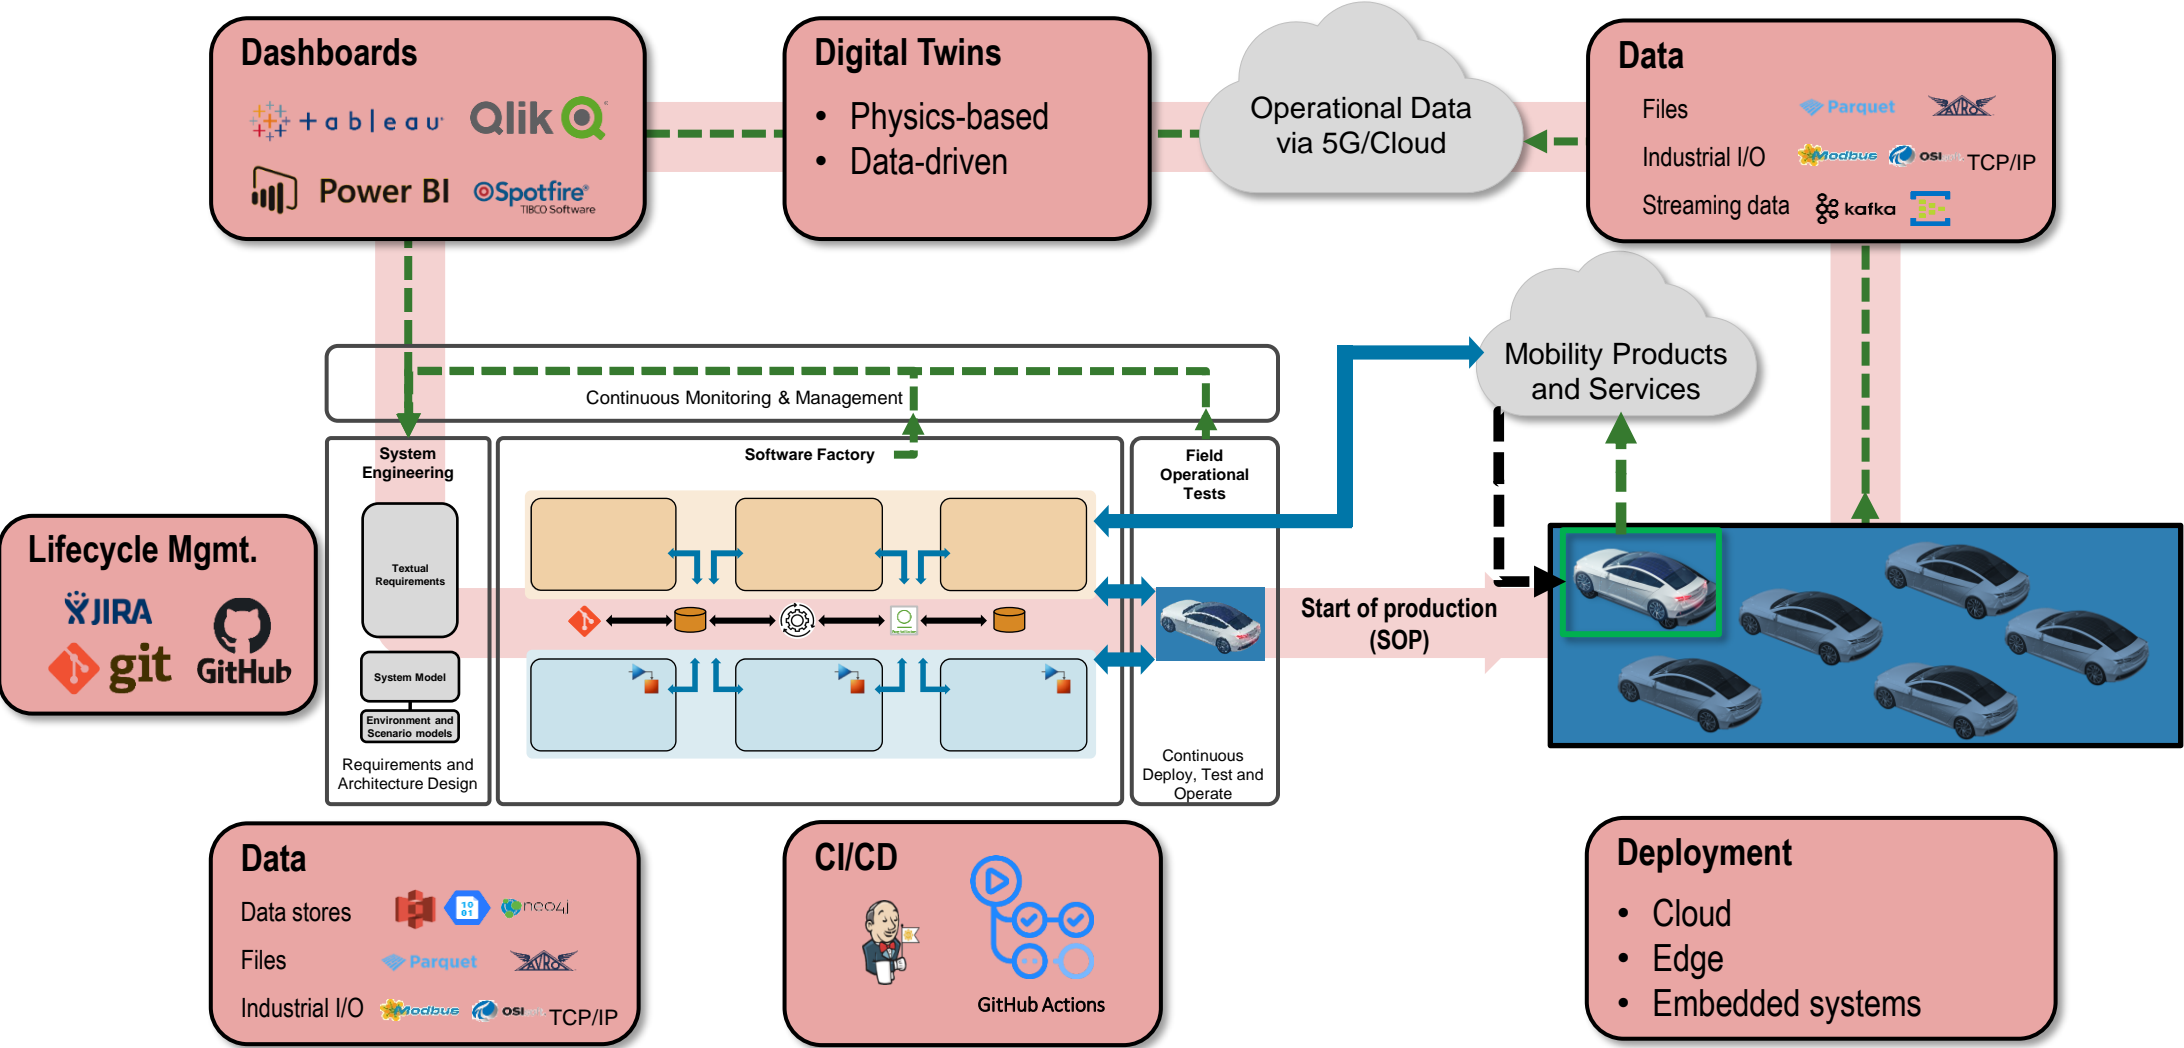 Dashboards
+ a b l e a u
Qlik Q
Power BI
Spotfire®
TIBCO Software
Digital Twins
• Physics-based
• Data-driven
Operational Data
via 5G/Cloud
Data
Files
Parquet
AVRO
Industrial I/O
Modbus
OSI
TCP/IP
Streaming data
kafka
Continuous Monitoring & Management
Mobility Products
and Services
System
Engineering
Textual
Requirements
System Model
Environment and
Scenario models
Requirements and
Architecture Design
Software Factory
Field
Operational
Tests
Continuous
Deploy, Test and
Operate
Start of production
(SOP)
Lifecycle Mgmt.
JIRA
git
GitHub
Data
Data stores
10
01
neo4j
Files
Parquet
AVRO
Industrial I/O
Modbus
OSI
TCP/IP
CI/CD
GitHub Actions
Deployment
• Cloud
• Edge
• Embedded systems